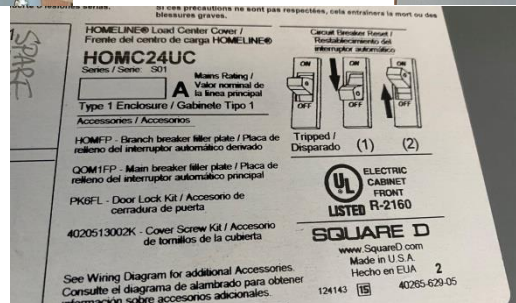 si ces précautions ne sont pas respectées, cela entraînera la mort ou des
blessures graves.
SPARE
HOMELINE® Load Center Cover /
Frente del centro de carga HOMELINE®
HOMC24UC
Series / Serie: S01
A
Mains Rating /
Valor nominal de
la línea principal
Type 1 Enclosure / Gabinete Tipo 1
Accessories / Accesorios
HOMFP - Branch breaker filler plate / Placa de
relleno del interruptor automático derivado
QOM1FP - Main breaker filler plate / Placa de
relleno del interruptor automático principal
PK6FL - Door Lock Kit / Accesorio de
cerradura de puerta
4020513002K - Cover Screw Kit / Accesorio
de tornillos de la cubierta
See Wiring Diagram for additional Accessories.
Consulte el diagrama de alambrado para obtener
información sobre accesorios adicionales.
Circuit Breaker Reset /
Restablecimiento del
interruptor automático
ON ON ON
OFF OFF OFF
Tripped /
Disparado (1) (2)
UL
LISTED
ELECTRIC
CABINET
FRONT
R-2160
SQUARE D
www.SquareD.com
Made in U.S.A.
Hecho en EUA 2
124143 15 40265-629-05